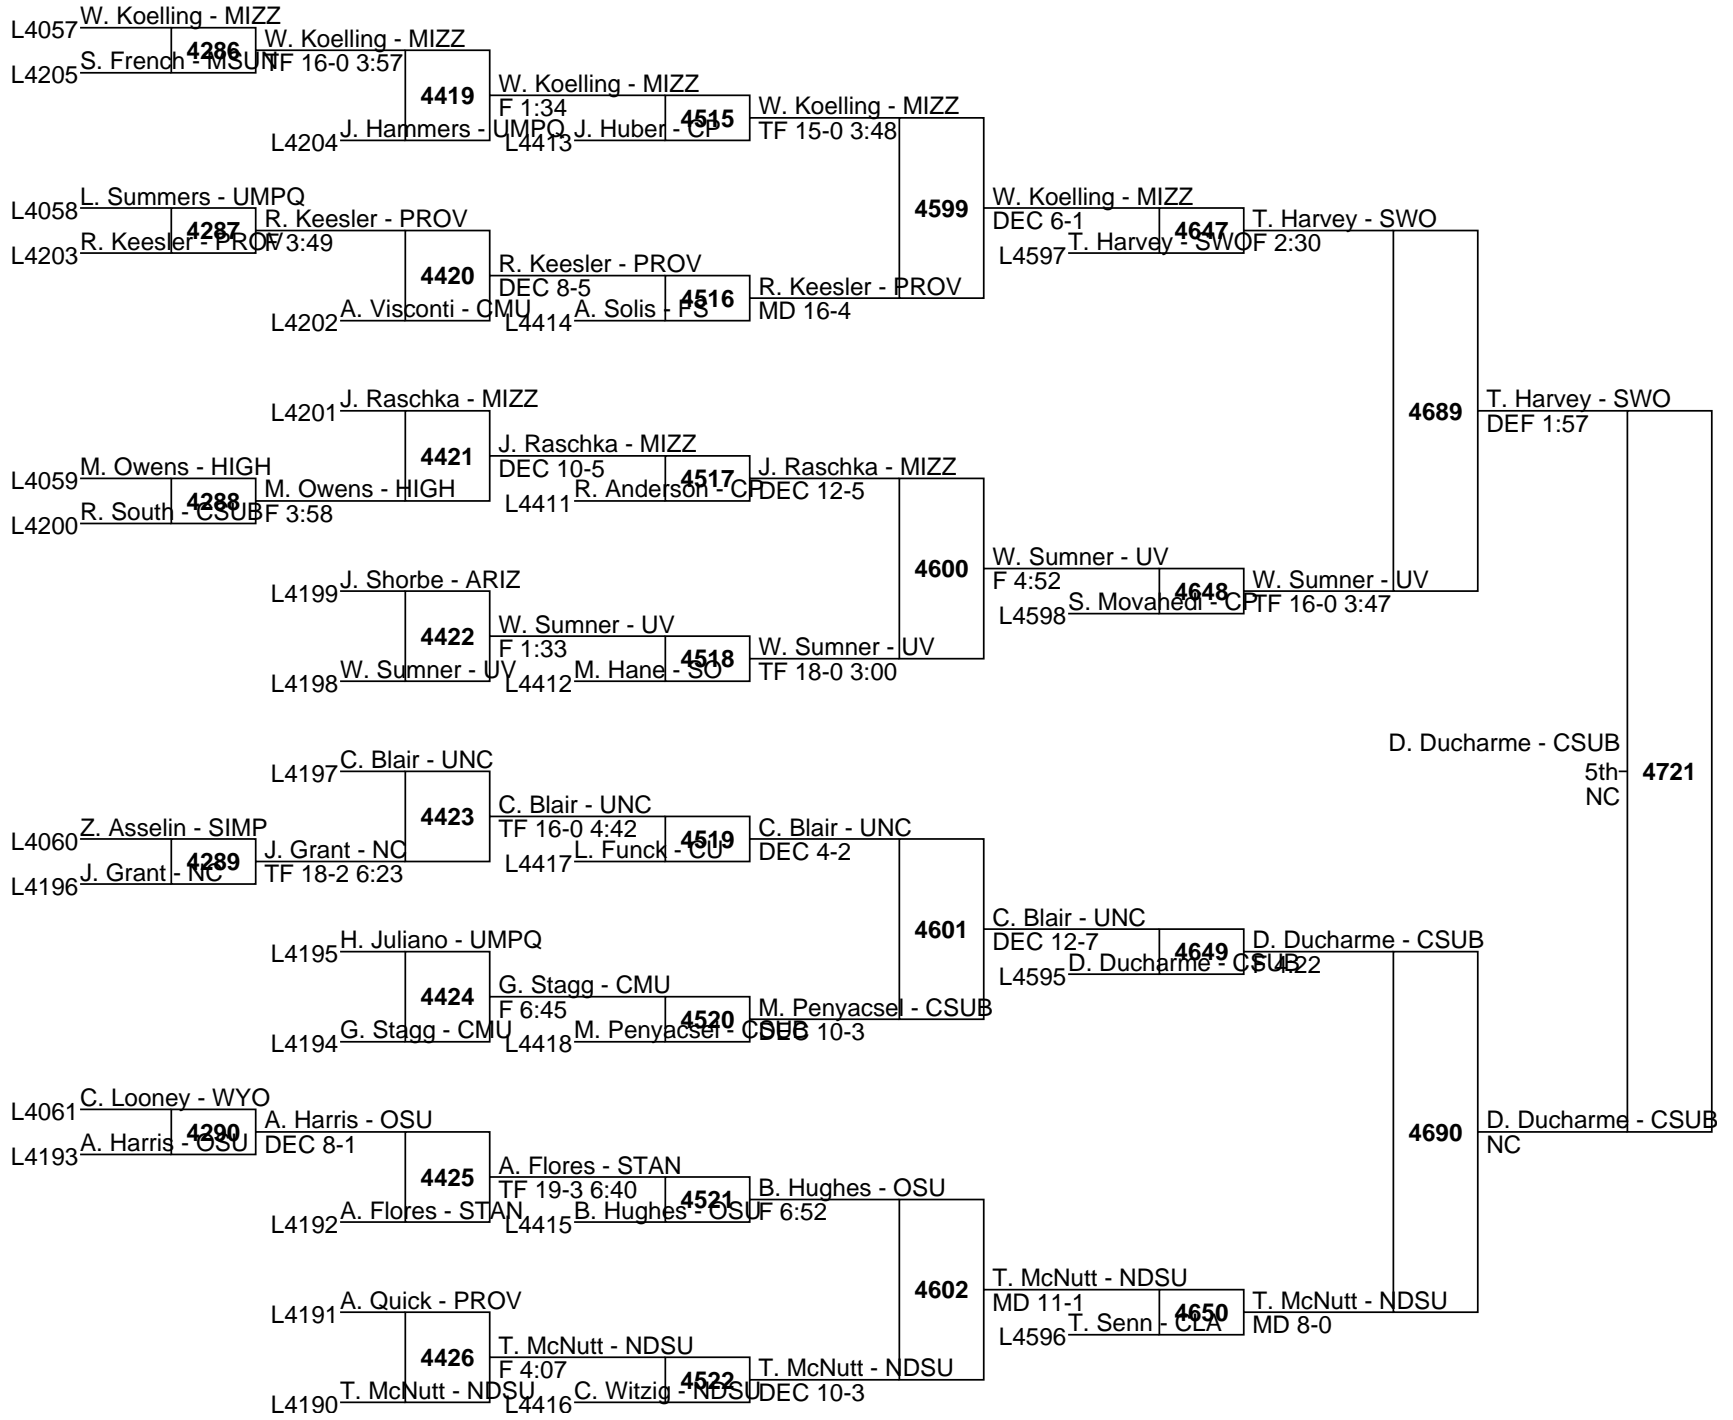 L4057 W. Koelling - MIZZ
4286
L4205 S. French - MSUN
W. Koelling - MIZZ
TF 16-0 3:57
4419
L4204 J. Hammers - UMPQ
W. Koelling - MIZZ
F 1:34
4515
L4413 J. Huber - CP
W. Koelling - MIZZ
TF 15-0 3:48
L4058 L. Summers - UMPQ
4287
L4203 R. Keesler - PROV
R. Keesler - PROV
F 3:49
4420
L4202 A. Visconti - CMU
R. Keesler - PROV
DEC 8-5
4516
L4414 A. Solis - FS
R. Keesler - PROV
MD 16-4
4599
W. Koelling - MIZZ
DEC 6-1
4647
L4597 T. Harvey - SWO
T. Harvey - SWO
F 2:30
L4201 J. Raschka - MIZZ
4421
L4059 M. Owens - HIGH
4288
L4200 R. South - CSUB
M. Owens - HIGH
F 3:58
J. Raschka - MIZZ
DEC 10-5
4517
L4411 R. Anderson - CP
J. Raschka - MIZZ
DEC 12-5
L4199 J. Shorbe - ARIZ
4422
L4198 W. Sumner - UV
W. Sumner - UV
F 1:33
4518
L4412 M. Hane - SO
W. Sumner - UV
TF 18-0 3:00
4600
W. Sumner - UV
F 4:52
4648
L4598 S. Movahedi - CP
W. Sumner - UV
TF 16-0 3:47
4689
T. Harvey - SWO
DEF 1:57
L4197 C. Blair - UNC
4423
L4060 Z. Asselin - SIMP
4289
L4196 J. Grant - NC
J. Grant - NC
TF 18-2 6:23
C. Blair - UNC
TF 16-0 4:42
4519
L4417 L. Funck - CU
C. Blair - UNC
DEC 4-2
L4195 H. Juliano - UMPQ
4424
L4194 G. Stagg - CMU
G. Stagg - CMU
F 6:45
4520
L4418 M. Penyacsel - CSUB
M. Penyacsel - CSUB
DEC 10-3
4601
C. Blair - UNC
DEC 12-7
4649
L4595 D. Ducharme - CSUB
D. Ducharme - CSUB
F 4:22
L4061 C. Looney - WYO
4290
L4193 A. Harris - OSU
A. Harris - OSU
DEC 8-1
4425
L4192 A. Flores - STAN
A. Flores - STAN
TF 19-3 6:40
4521
L4415 B. Hughes - OSU
B. Hughes - OSU
F 6:52
L4191 A. Quick - PROV
4426
L4190 T. McNutt - NDSU
T. McNutt - NDSU
F 4:07
4522
L4416 C. Witzig - NDSU
T. McNutt - NDSU
DEC 10-3
4602
T. McNutt - NDSU
MD 11-1
4650
L4596 T. Senn - CLA
T. McNutt - NDSU
MD 8-0
4690
D. Ducharme - CSUB
NC
D. Ducharme - CSUB
5th
NC
4721